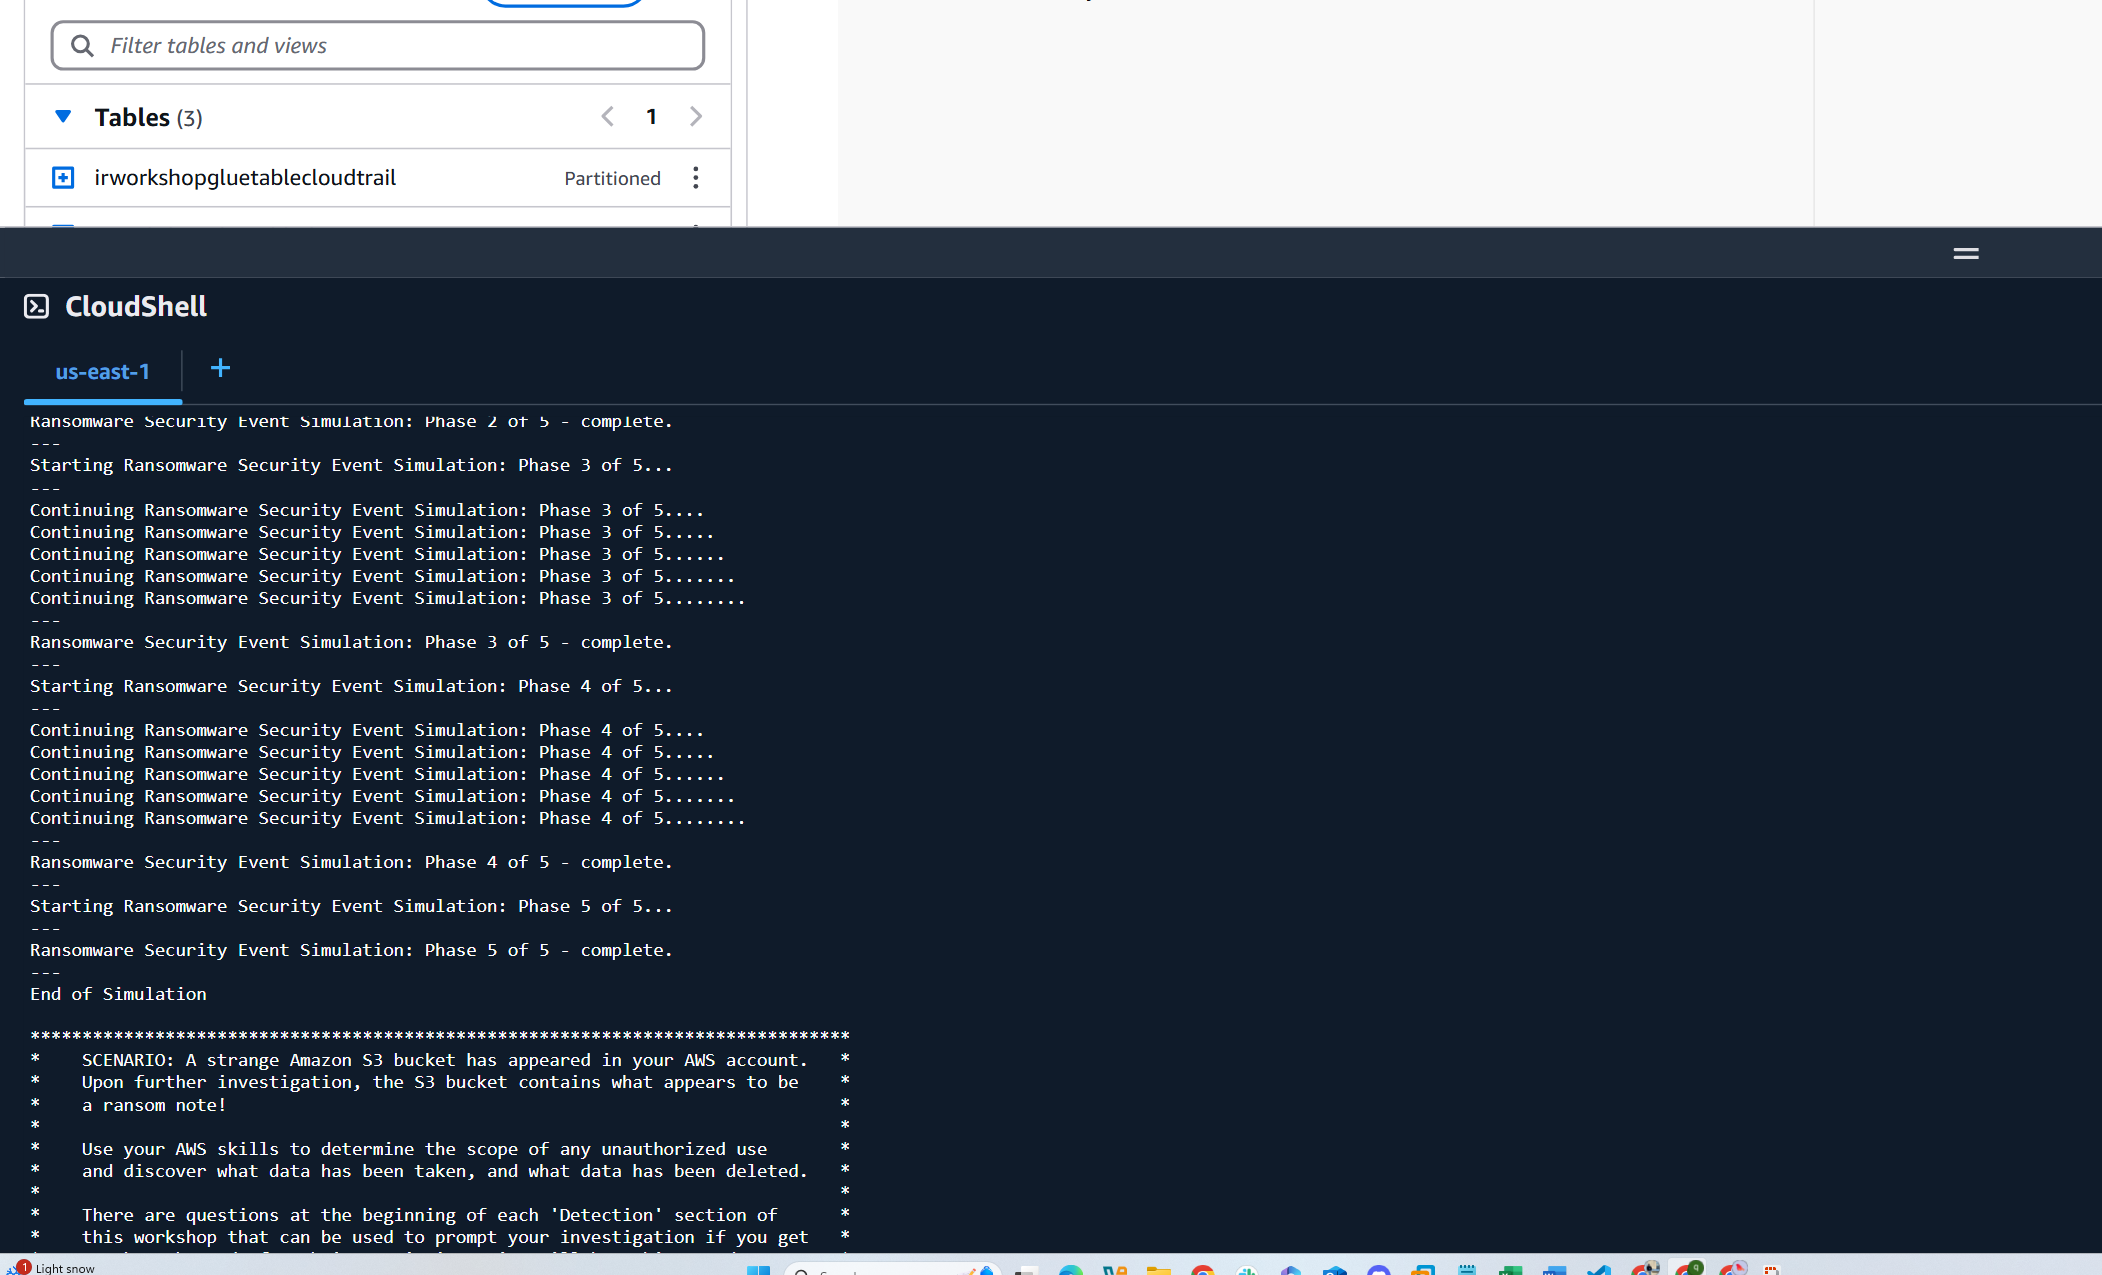 Filter tables and views
Tables (3)
1
irworkshopgluetablecloudtrail Partitioned
CloudShell
us-east-1
Ransomware Security Event Simulation: Phase 2 of 5 - complete.
---
Starting Ransomware Security Event Simulation: Phase 3 of 5...
---
Continuing Ransomware Security Event Simulation: Phase 3 of 5....
Continuing Ransomware Security Event Simulation: Phase 3 of 5.....
Continuing Ransomware Security Event Simulation: Phase 3 of 5......
Continuing Ransomware Security Event Simulation: Phase 3 of 5.......
Continuing Ransomware Security Event Simulation: Phase 3 of 5........
---
Ransomware Security Event Simulation: Phase 3 of 5 - complete.
---
Starting Ransomware Security Event Simulation: Phase 4 of 5...
---
Continuing Ransomware Security Event Simulation: Phase 4 of 5....
Continuing Ransomware Security Event Simulation: Phase 4 of 5.....
Continuing Ransomware Security Event Simulation: Phase 4 of 5......
Continuing Ransomware Security Event Simulation: Phase 4 of 5.......
Continuing Ransomware Security Event Simulation: Phase 4 of 5........
---
Ransomware Security Event Simulation: Phase 4 of 5 - complete.
---
Starting Ransomware Security Event Simulation: Phase 5 of 5...
---
Ransomware Security Event Simulation: Phase 5 of 5 - complete.
---
End of Simulation
*******************************************************************************
* SCENARIO: A strange Amazon S3 bucket has appeared in your AWS account. *
* Upon further investigation, the S3 bucket contains what appears to be *
* a ransom note! *
* *
* Use your AWS skills to determine the scope of any unauthorized use *
* and discover what data has been taken, and what data has been deleted. *
* *
* There are questions at the beginning of each 'Detection' section of *
* this workshop that can be used to prompt your investigation if you get *
1 Light snow